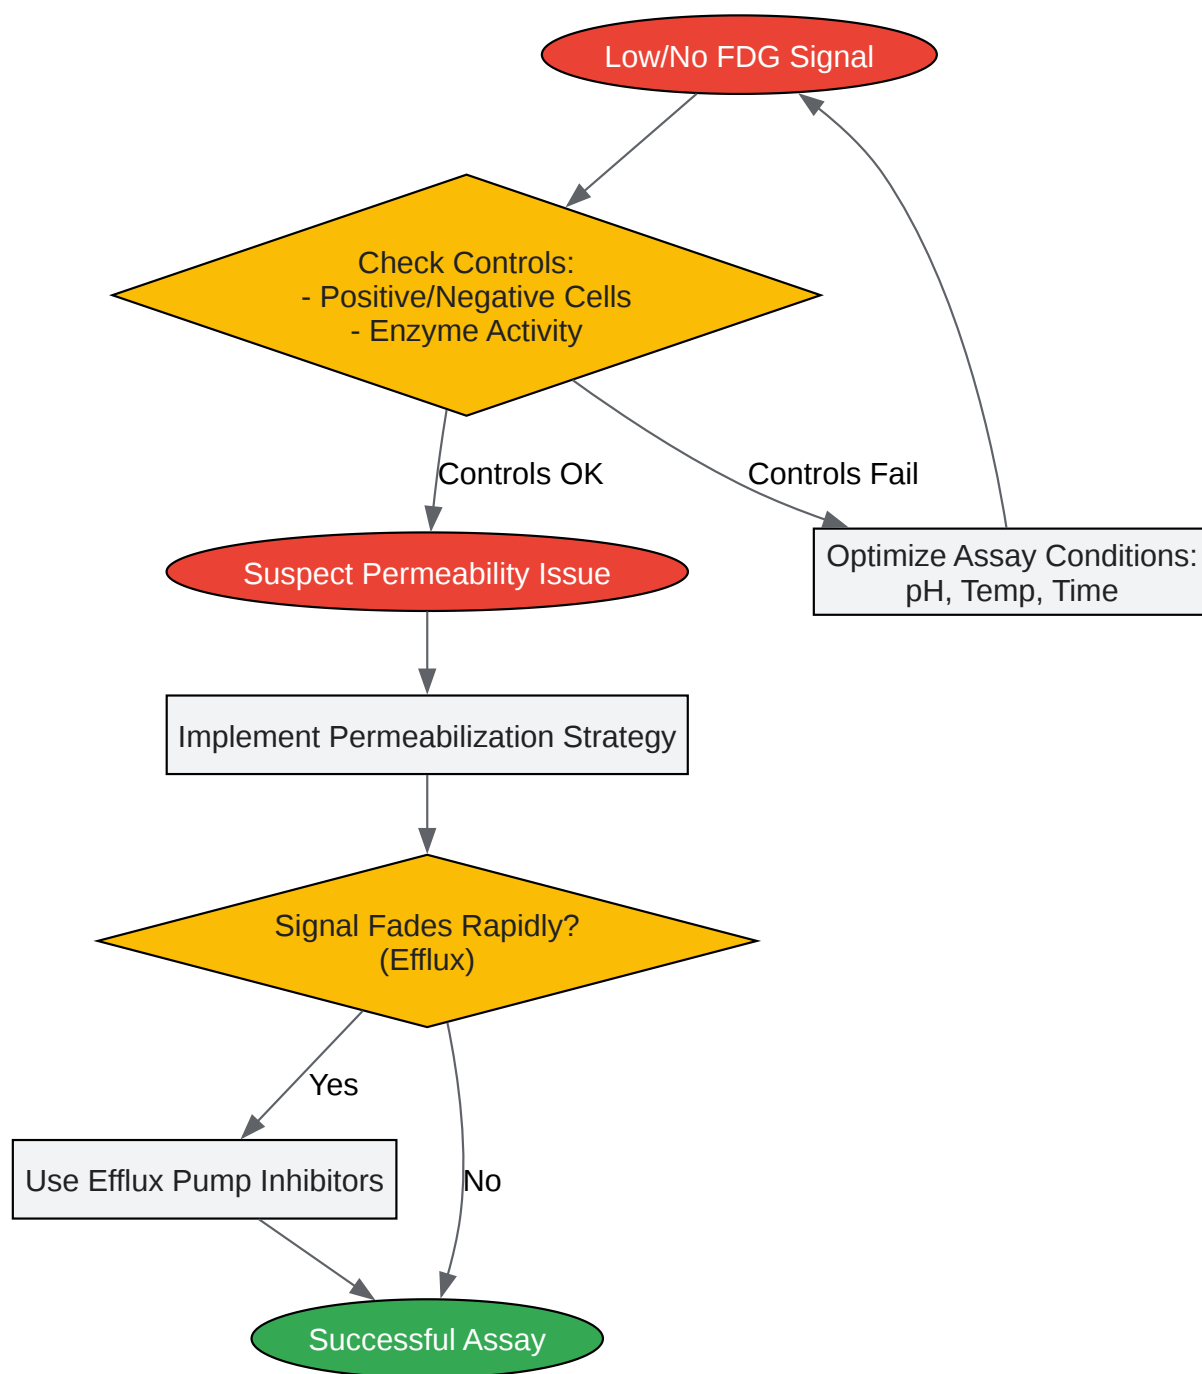 Low/No FDG Signal
Check Controls:
- Positive/Negative Cells
- Enzyme Activity
Controls OK
Controls Fail
Suspect Permeability Issue
Optimize Assay Conditions:
pH, Temp, Time
Implement Permeabilization Strategy
Signal Fades Rapidly?
(Efflux)
Yes
Use Efflux Pump Inhibitors
No
Successful Assay